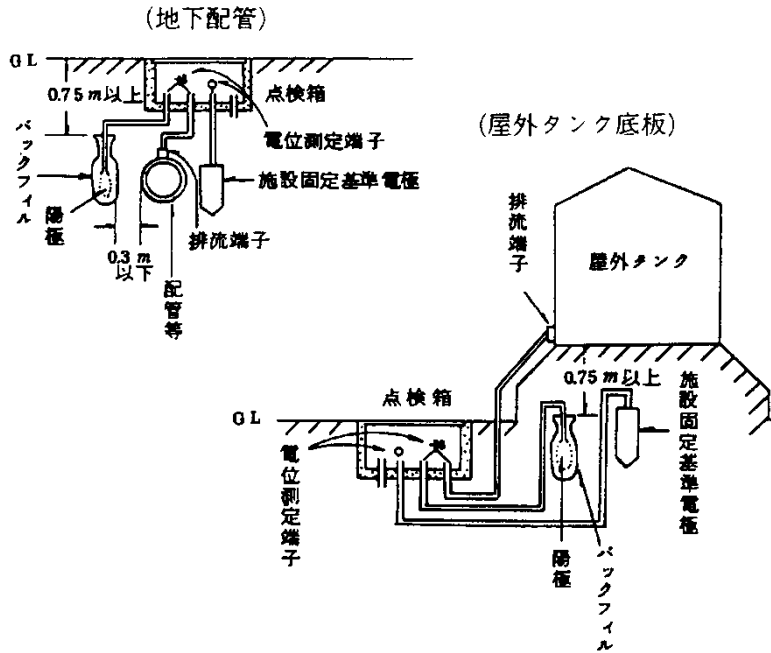 (地下配管)
GL
0.75m以上
点検箱
電位測定端子
バックフィル
施設固定基準電極
陽極
排流端子
0.3m
以下
配管等
(屋外タンク底板)
排流端子
屋外タンク
0.75m以上
点検箱
GL
施設固定基準電極
電位測定端子
陽極
バックフィル